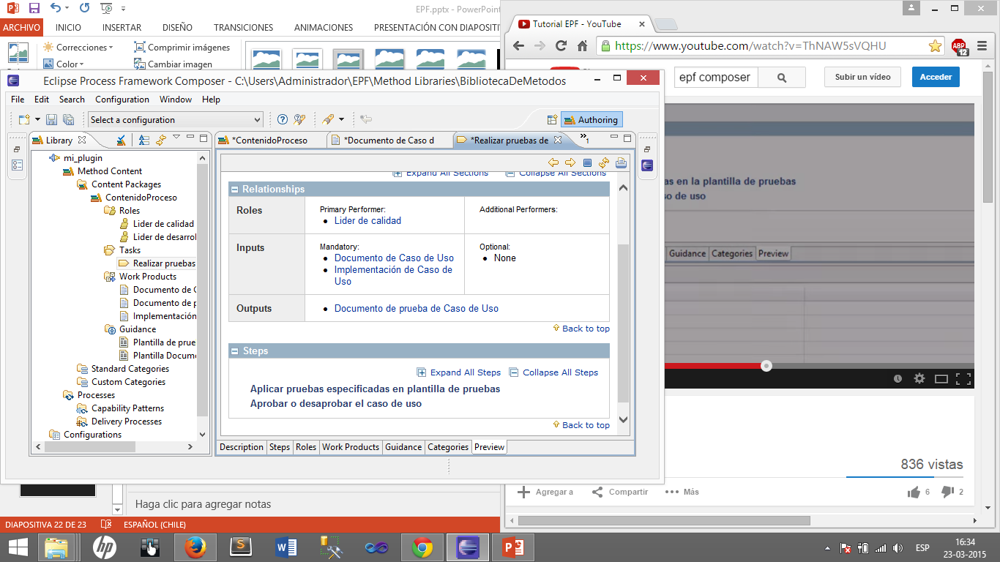 EPF.pptx - PowerPoint
ARCHIVO INICIO INSERTAR DISEÑO TRANSICIONES ANIMACIONES PRESENTACIÓN CON DIAPOSITI
Correcciones
Comprimir imágenes
Color
Cambiar imagen
Tutorial EPF - YouTube
https://www.youtube.com/watch?v=ThNAW5sVQHU
ABP
12
epf composer
Subir un vídeo
Acceder
Eclipse Process Framework Composer - C:\Users\Administrador\EPF\Method Libraries\BibliotecaDeMetodos
File Edit Search Configuration Window Help
Select a configuration
Authoring
Library
mi_plugin
Method Content
Content Packages
ContenidoProceso
Roles
Lider de calidad
Lider de desarrol
Tasks
Realizar pruebas
Work Products
Documento de C
Documento de p
Implementación
Guidance
Plantilla de prue
Plantilla Docume
Standard Categories
Custom Categories
Processes
Capability Patterns
Delivery Processes
Configurations
*ContenidoProceso
*Documento de Caso d
*Realizar pruebas de
»1
Expand All Sections Collapse All Sections
Relationships
Roles
Primary Performer:
Lider de calidad
Additional Performers:
Inputs
Mandatory:
Documento de Caso de Uso
Implementación de Caso de
Uso
Optional:
None
Outputs
Documento de prueba de Caso de Uso
Back to top
Steps
Expand All Steps Collapse All Steps
Aplicar pruebas especificadas en plantilla de pruebas
Aprobar o desaprobar el caso de uso
Back to top
Description Steps Roles Work Products Guidance Categories Preview
as en la plantilla de pruebas
so de uso
Guidance Categories Preview
836 vistas
Agregar a Compartir Más
6 2
Haga clic para agregar notas
DIAPOSITIVA 22 DE 23 ESPAÑOL (CHILE)
ESP
16:34
23-03-2015